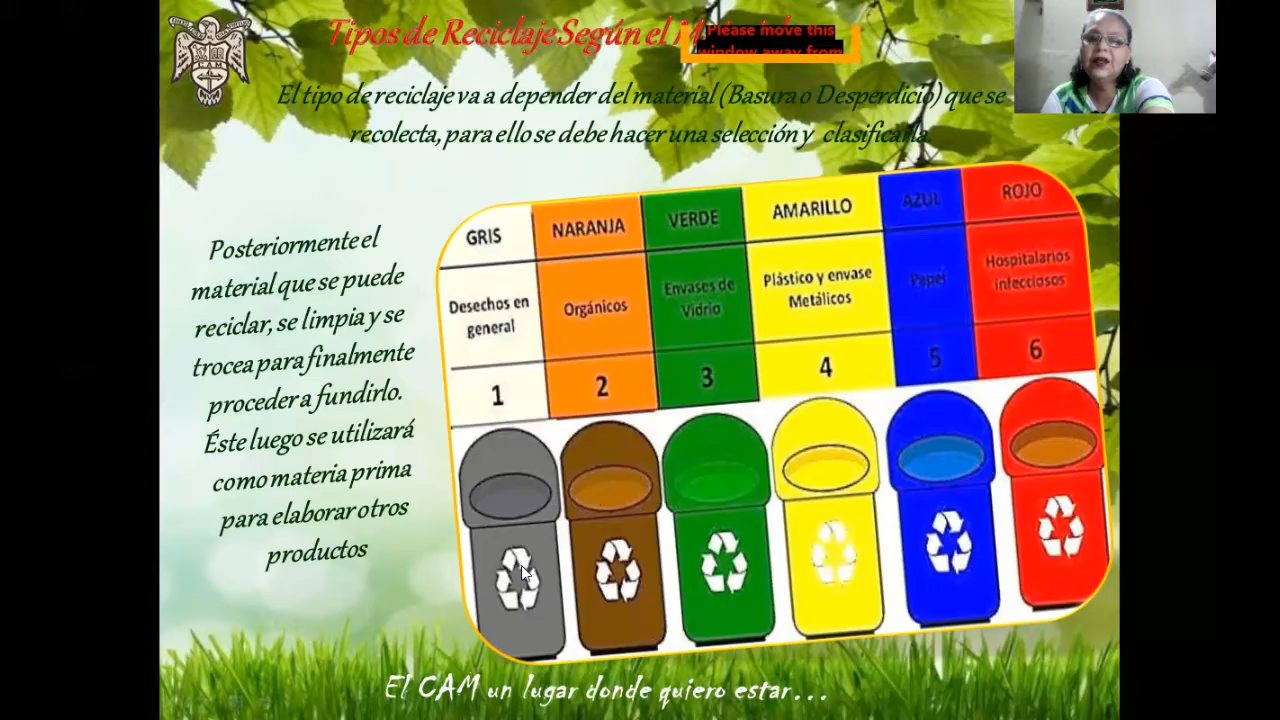 Tipos de Reciclaje Según el M
Please move this
window away from
El tipo de reciclaje va a depender del material (Basura o Desperdicio) que se
recolecta, para ello se debe hacer una selección y clasificarla.
Posteriormente el
material que se puede
reciclar, se limpia y se
trocea para finalmente
proceder a fundirlo.
Éste luego se utilizará
como materia prima
para elaborar otros
productos
GRIS NARANJA VERDE AMARILLO AZUL ROJO
Desechos en
general
Orgánicos
Envases de
Vidrio
Plástico y envase
Metálicos
Papel
Hospitalarios
infecciosos
1 2 3 4 5 6
El CAM un lugar donde quiero estar...